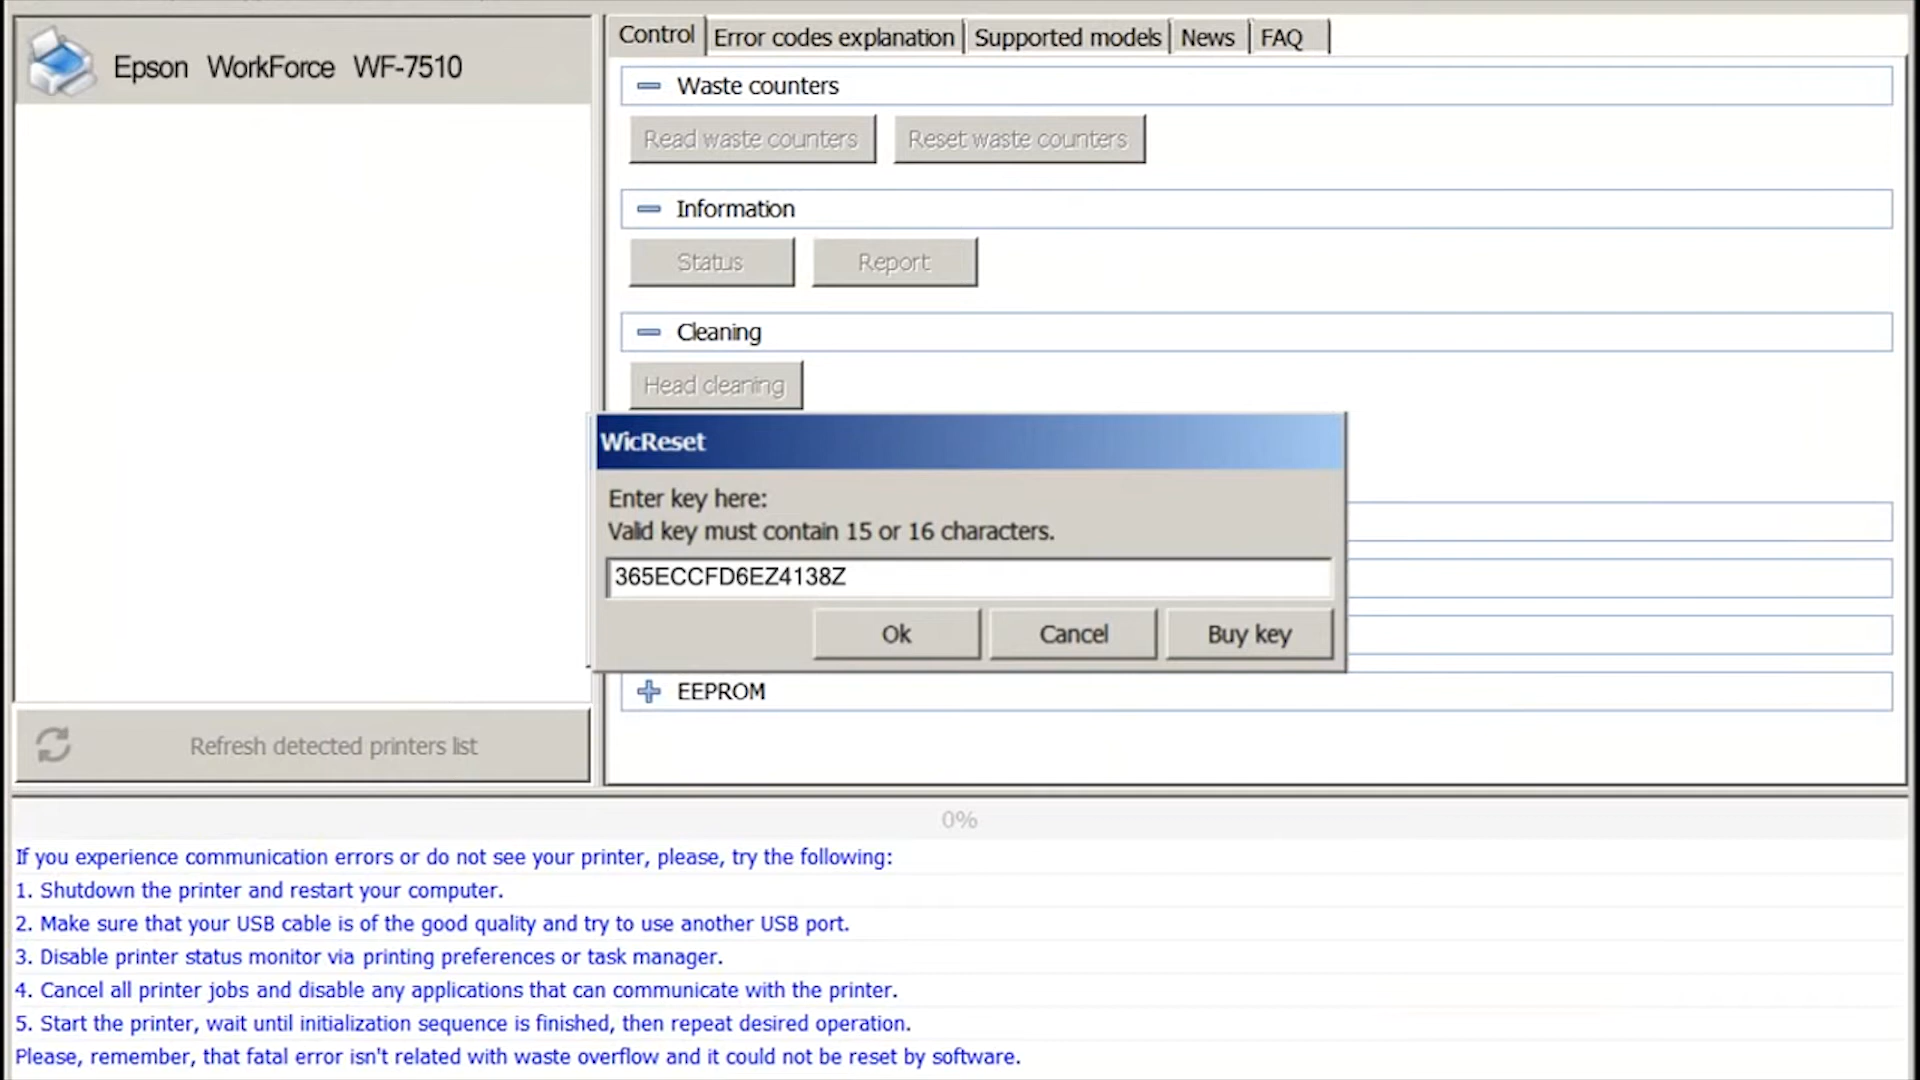 Epson WorkForce WF-7510
Control
Error codes explanation
Supported models
News
FAQ
Waste counters
Read waste counters
Reset waste counters
Information
Status
Report
Cleaning
Head cleaning
WicReset
Enter key here:
Valid key must contain 15 or 16 characters.
365ECCFD6EZ4138Z
Ok
Cancel
Buy key
EEPROM
Refresh detected printers list
0%
If you experience communication errors or do not see your printer, please, try the following:
1. Shutdown the printer and restart your computer.
2. Make sure that your USB cable is of the good quality and try to use another USB port.
3. Disable printer status monitor via printing preferences or task manager.
4. Cancel all printer jobs and disable any applications that can communicate with the printer.
5. Start the printer, wait until initialization sequence is finished, then repeat desired operation.
Please, remember, that fatal error isn't related with waste overflow and it could not be reset by software.